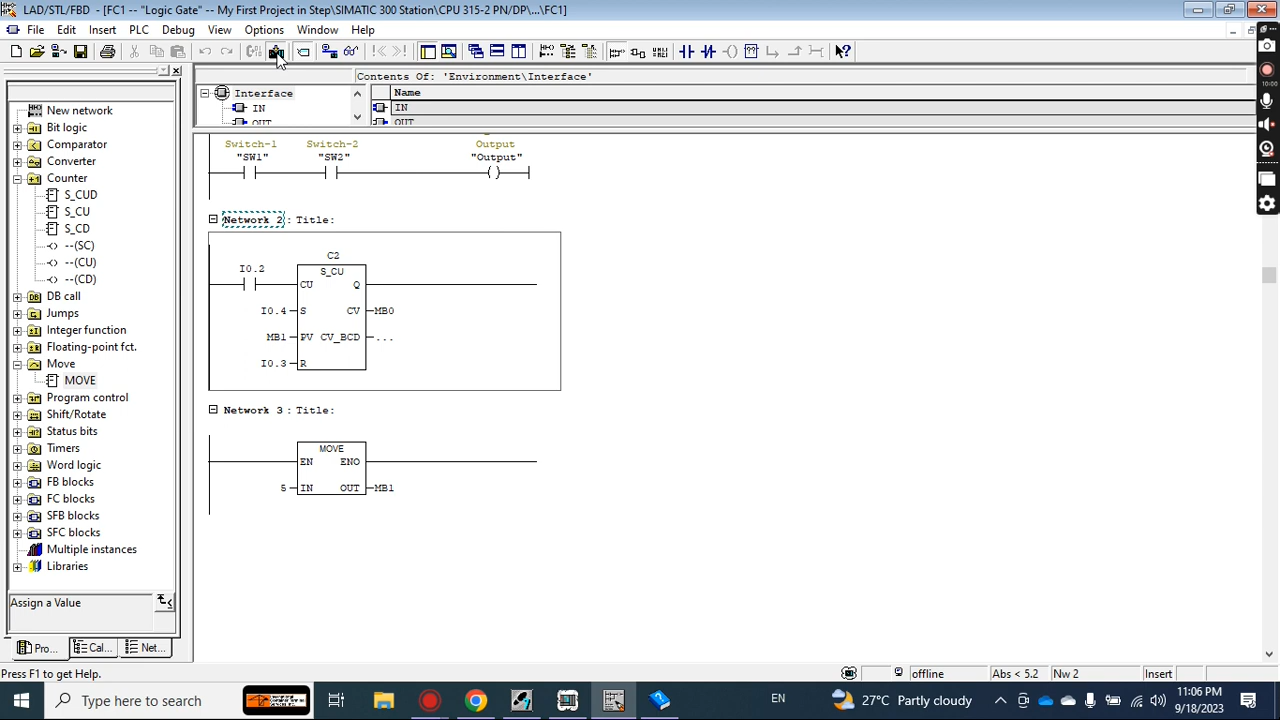 LAD/STL/FBD - [FC1 -- "Logic Gate" -- My First Project in Step\SIMATIC 300 Station\CPU 315-2 PN/DP\...\FC1]
File Edit Insert PLC Debug View Options Window Help
10:00
Contents Of: 'Environment\Interface'
Interface
IN
OUT
Name
IN
OUT
New network
Bit logic
Comparator
Converter
Counter
S_CUD
S_CU
S_CD
--(SC)
--(CU)
--(CD)
DB call
Jumps
Integer function
Floating-point fct.
Move
MOVE
Program control
Shift/Rotate
Status bits
Timers
Word logic
FB blocks
FC blocks
SFB blocks
SFC blocks
Multiple instances
Libraries
Assign a Value
Pro... Cal... Net...
Switch-1 Switch-2 Output
"SW1" "SW2" "Output"
Network 2 : Title:
C2
I0.2 S_CU
CU Q
I0.4 S CV MB0
MB1 PV CV_BCD ...
I0.3 R
Network 3 : Title:
MOVE
EN ENO
5 IN OUT MB1
Press F1 to get Help.
offline Abs < 5.2 Nw 2 Insert
Type here to search
EN
27°C Partly cloudy
11:06 PM
9/18/2023